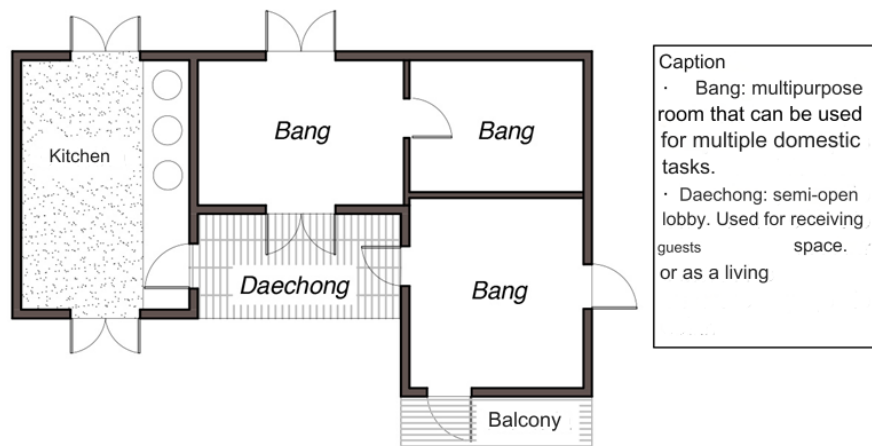 Kitchen
Bang
Bang
Daechong
Bang
Balcony
Caption
· Bang: multipurpose
room that can be used
for multiple domestic
tasks.
· Daechong: semi-open
lobby. Used for receiving
guests space.
or as a living